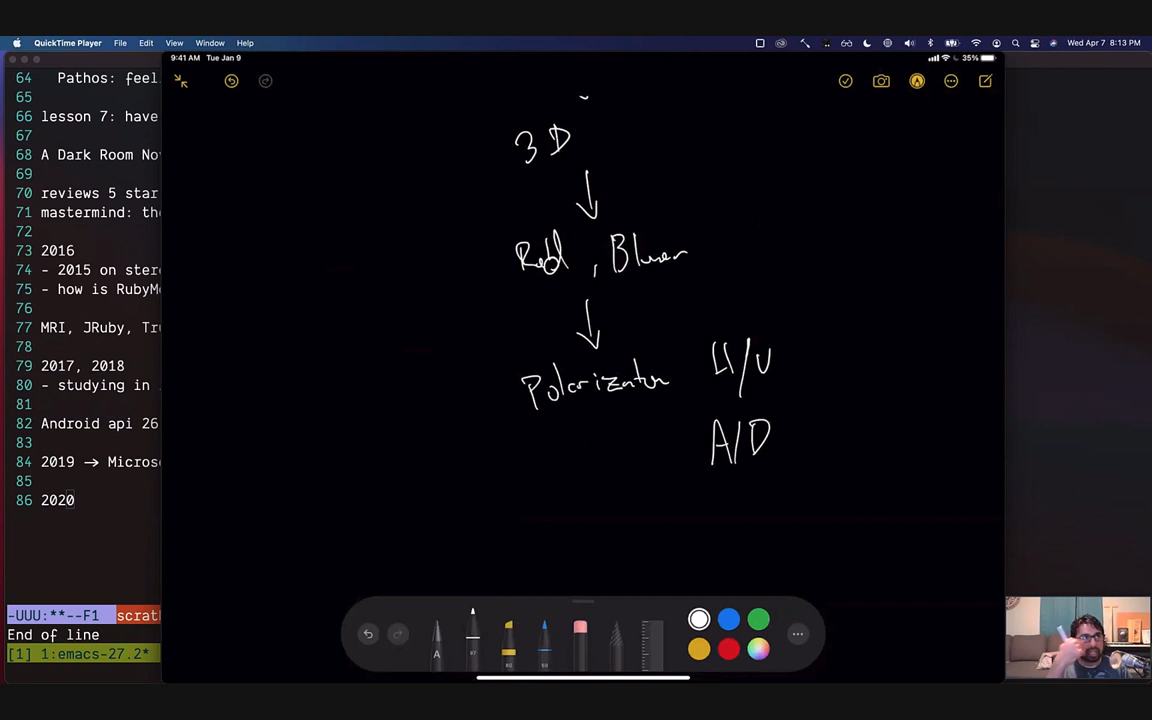 QuickTime Player File Edit View Window Help Wed Apr 7 8:13 PM
9:41 AM Tue Jan 9 35%
64 Pathos: feel
65
66 lesson 7: have
67
68 A Dark Room No
69
70 reviews 5 star
71 mastermind: th
72
73 2016
74 - 2015 on ster
75 - how is RubyM
76
77 MRI, JRuby, Tr
78
79 2017, 2018
80 - studying in
81
82 Android api 26
83
84 2019 → Micros
85
86 2020
-UUU:**--F1 scrat
End of line
[1] 1:emacs-27.2*
3D
Red,
Polarization H/V
A/D
A
97
80